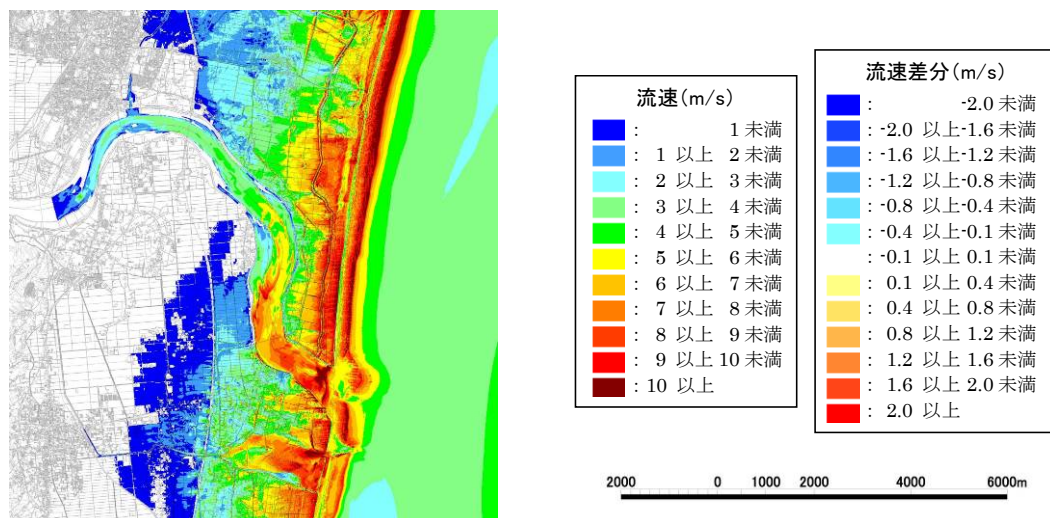 流速(m/s)
: 1 未満
: 1 以上 2 未満
: 2 以上 3 未満
: 3 以上 4 未満
: 4 以上 5 未満
: 5 以上 6 未満
: 6 以上 7 未満
: 7 以上 8 未満
: 8 以上 9 未満
: 9 以上 10 未満
: 10 以上
流速差分(m/s)
: -2.0 未満
: -2.0 以上-1.6 未満
: -1.6 以上-1.2 未満
: -1.2 以上-0.8 未満
: -0.8 以上-0.4 未満
: -0.4 以上-0.1 未満
: -0.1 以上 0.1 未満
: 0.1 以上 0.4 未満
: 0.4 以上 0.8 未満
: 0.8 以上 1.2 未満
: 1.2 以上 1.6 未満
: 1.6 以上 2.0 未満
: 2.0 以上
2000 0 1000 2000 4000 6000m